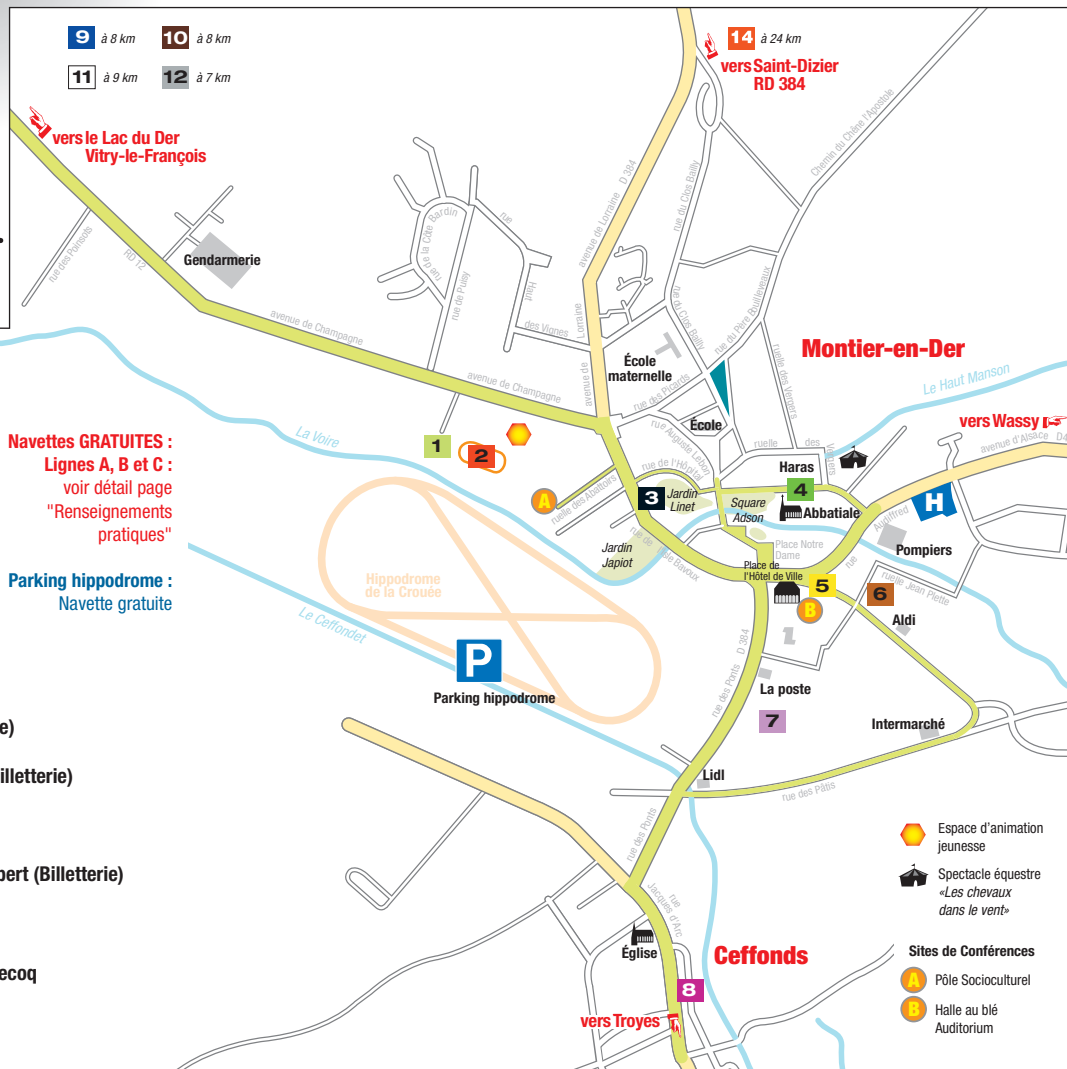 9 à 8 km 10 à 8 km
11 à 9 km 12 à 7 km
14 à 24 km
vers Saint-Dizier
RD 384
vers le Lac du Der
Vitry-le-François
Chemin du Chêne l'Apostole
rue du Clos Bailly
avenue de Lorraine D 384
rue de la Côte Bardin
rue
Haut
des Vignes
rue de Puisy
rue des Poinsots
RD 12
Gendarmerie
avenue de Champagne
avenue de Champagne
avenue de
Lorraine
École
maternelle
rue du Clos Bailly
rue du Père Bouillevaux
ruelle des Vergers
Montier-en-Der
Le Haut Manson
vers Wassy
avenue d'Alsace D4
rue des Picards
École
rue Auguste Lebon
rue de l'Hôpital
ruelle des Vergers
Haras
La Voire
1
2
3
4
A
ruelle des Abattoirs
Jardin
Linet
Square
Adson
Abbatiale
H
Audiffred
rue
Pompiers
Jardin
Japiot
Place Notre
Dame
Place de
l'Hôtel de Ville
5
6
B
ruelle Jean Piette
Aldi
Navettes GRATUITES :
Lignes A, B et C :
voir détail page
"Renseignements
pratiques"
Parking hippodrome :
Navette gratuite
Hippodrome
de la Crouée
Le Ceffondet
P
Parking hippodrome
rue des Ponts D 384
La poste
7
Intermarché
Lidl
rue des Pâtis
rue des Ponts
e)
illetterie)
pert (Billetterie)
ecoq
rue
Jacques d'Arc
Église
Ceffonds
8
vers Troyes
Espace d'animation
jeunesse
Spectacle équestre
«Les chevaux
dans le vent»
Sites de Conférences
A Pôle Socioculturel
B Halle au blé
Auditorium